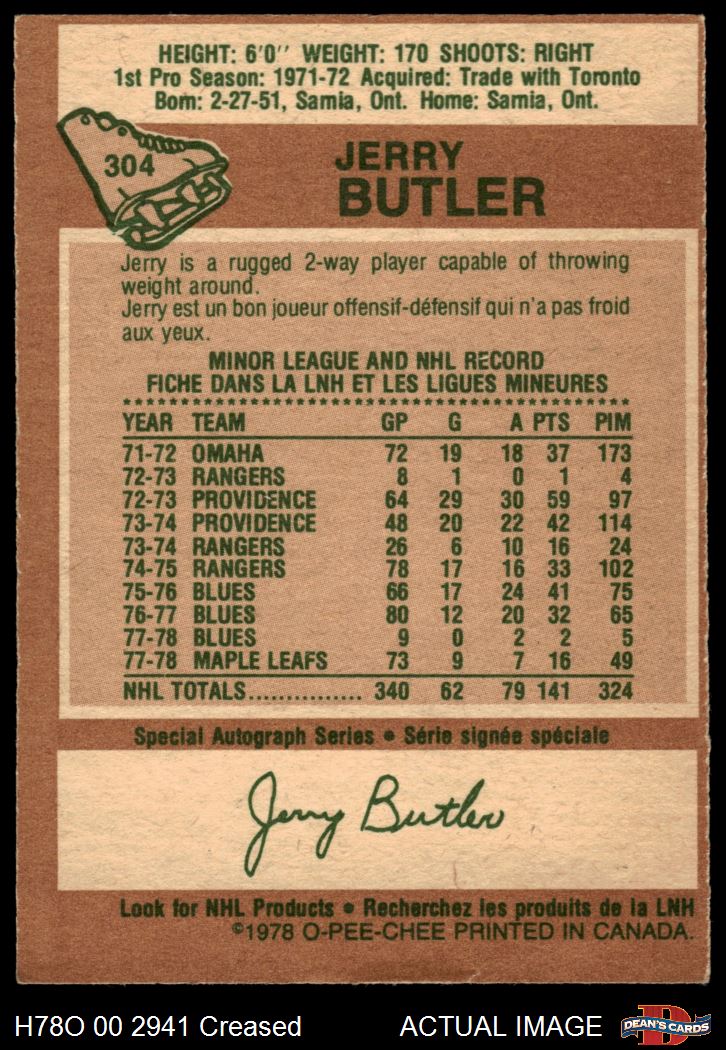 HEIGHT: 6'0'' WEIGHT: 170 SHOOTS: RIGHT
1st Pro Season: 1971-72 Acquired: Trade with Toronto
Born: 2-27-51, Sarnia, Ont. Home: Sarnia, Ont.
304
JERRY
BUTLER
Jerry is a rugged 2-way player capable of throwing
weight around.
Jerry est un bon joueur offensif-défensif qui n'a pas froid
aux yeux.
MINOR LEAGUE AND NHL RECORD
FICHE DANS LA LNH ET LES LIGUES MINEURES
YEAR TEAM GP G A PTS PIM
71-72 OMAHA 72 19 18 37 173
72-73 RANGERS 8 1 0 1 4
72-73 PROVIDENCE 64 29 30 59 97
73-74 PROVIDENCE 48 20 22 42 114
73-74 RANGERS 26 6 10 16 24
74-75 RANGERS 78 17 16 33 102
75-76 BLUES 66 17 24 41 75
76-77 BLUES 80 12 20 32 65
77-78 BLUES 9 0 2 2 5
77-78 MAPLE LEAFS 73 9 7 16 49
NHL TOTALS............... 340 62 79 141 324
Special Autograph Series • Série signée spéciale
Jerry Butler
Look for NHL Products • Recherchez les produits de la LNH
©1978 O-PEE-CHEE PRINTED IN CANADA.
H78O 00 2941 Creased ACTUAL IMAGE
D
DEAN'S CARDS